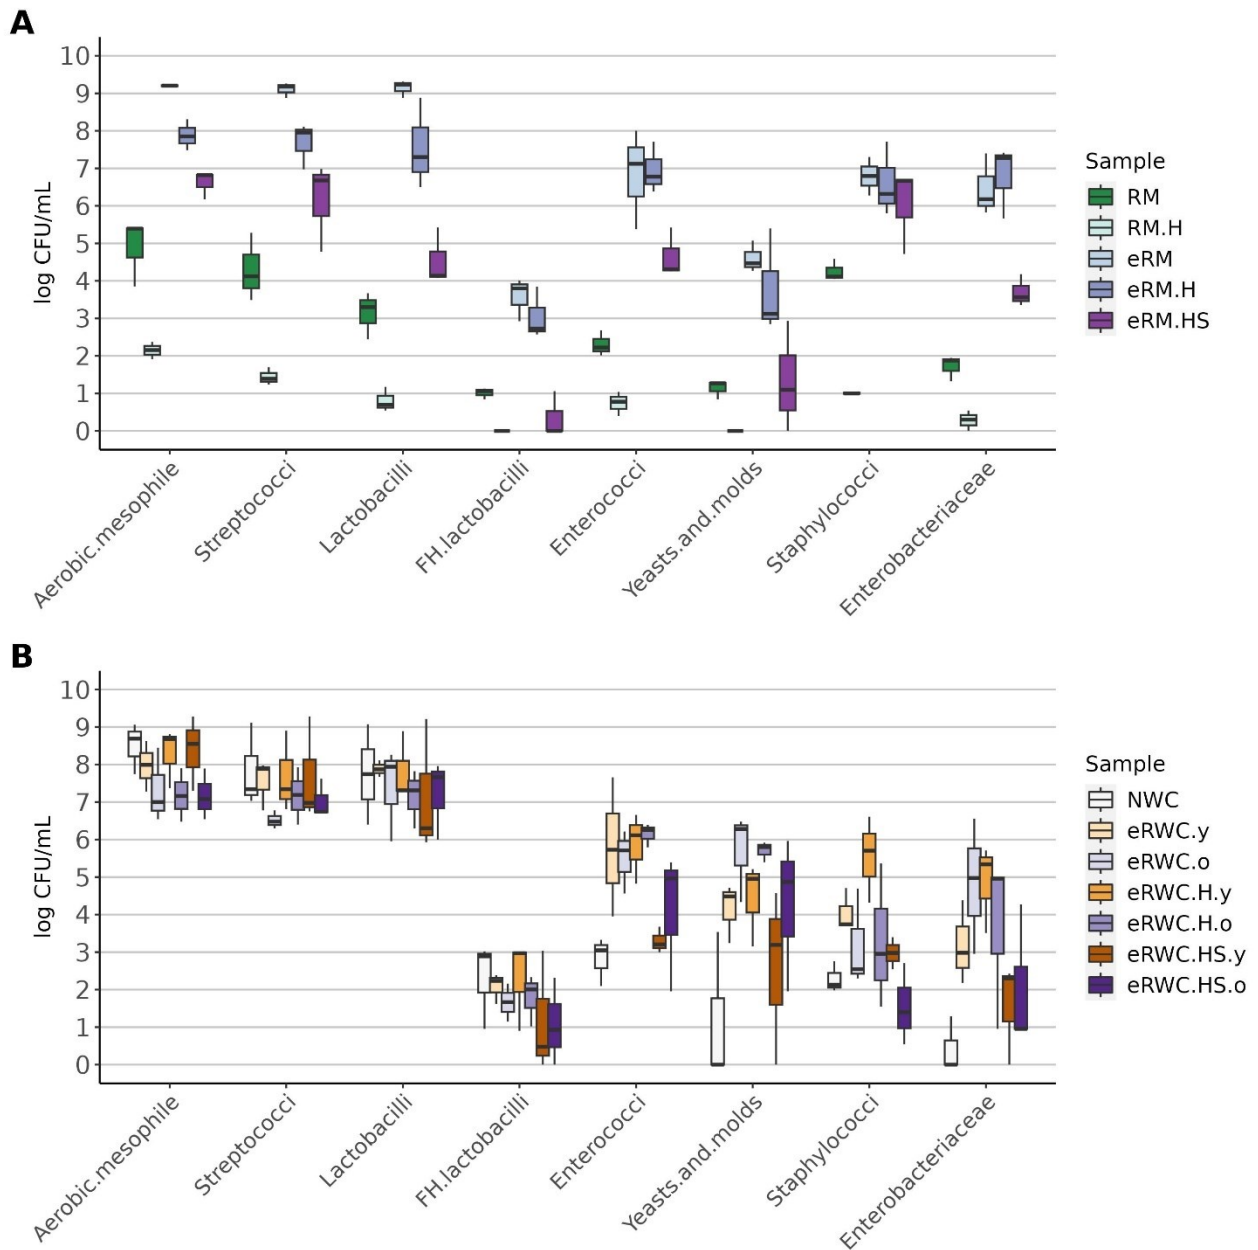 A
10
9
8
7
6
5
4
3
2
1
0
log CFU/mL
Aerobic.mesophile
Streptococci
Lactobacilli
FH.lactobacilli
Enterococci
Yeasts.and.molds
Staphylococci
Enterobacteriaceae
Sample
RM
RM.H
eRM
eRM.H
eRM.HS
B
10
9
8
7
6
5
4
3
2
1
0
log CFU/mL
Aerobic.mesophile
Streptococci
Lactobacilli
FH.lactobacilli
Enterococci
Yeasts.and.molds
Staphylococci
Enterobacteriaceae
Sample
NWC
eRWC.y
eRWC.o
eRWC.H.y
eRWC.H.o
eRWC.HS.y
eRWC.HS.o